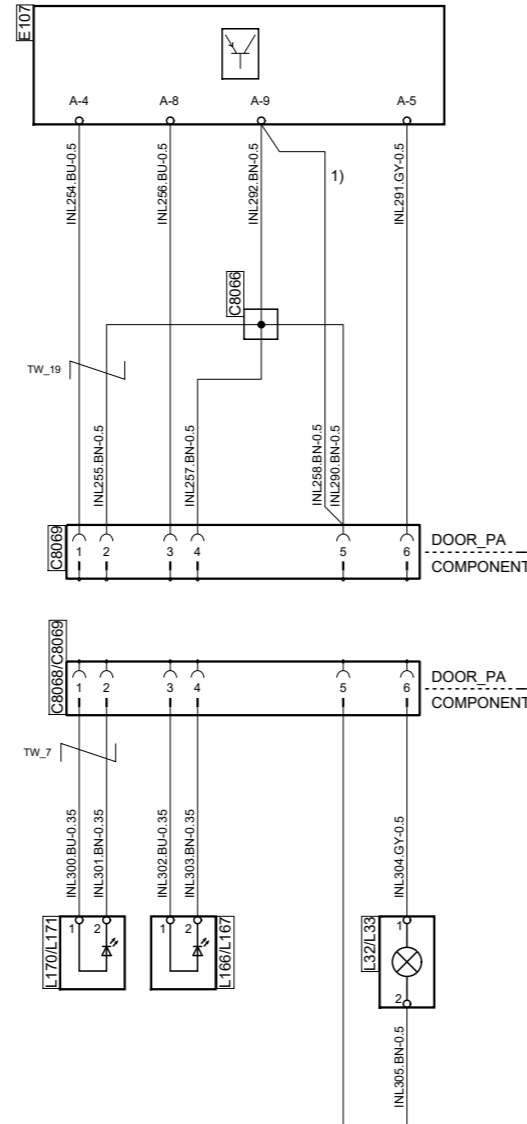 E107
A-4
A-8
A-9
A-5
INL254.BU-0.5
INL256.BU-0.5
INL292.BN-0.5
1)
INL291.GY-0.5
C8066
TW_19
INL255.BN-0.5
INL257.BN-0.5
INL258.BN-0.5
INL290.BN-0.5
C8069
1 2 3 4 5 6
DOOR_PA
COMPONENT
C8068/C8069
1 2 3 4 5 6
DOOR_PA
COMPONENT
TW_7
INL300.BU-0.35
INL301.BN-0.35
INL302.BU-0.35
INL303.BN-0.35
INL304.GY-0.5
L170/L171
1 2
1 2
L166/L167
L32/L33
1
2
INL305.BN-0.5